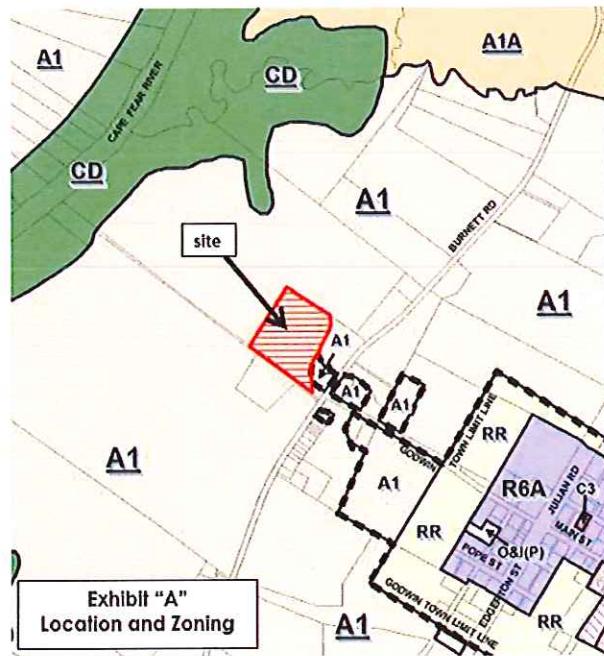 A1A
A1
CD
CAPE FEAR RIVER
CD
A1
BURNETT RD
site
A1
A1
A1
A1
TOWN LIMIT LINE
RR
GODWIN
A1
A1
R6A
JULIAN RD
C3
MAIN ST
RR
O&I(P)
POPE ST
EDGERTON ST
GODWIN TOWN LIMIT LINE
RR
A1
Exhibit "A"
Location and Zoning